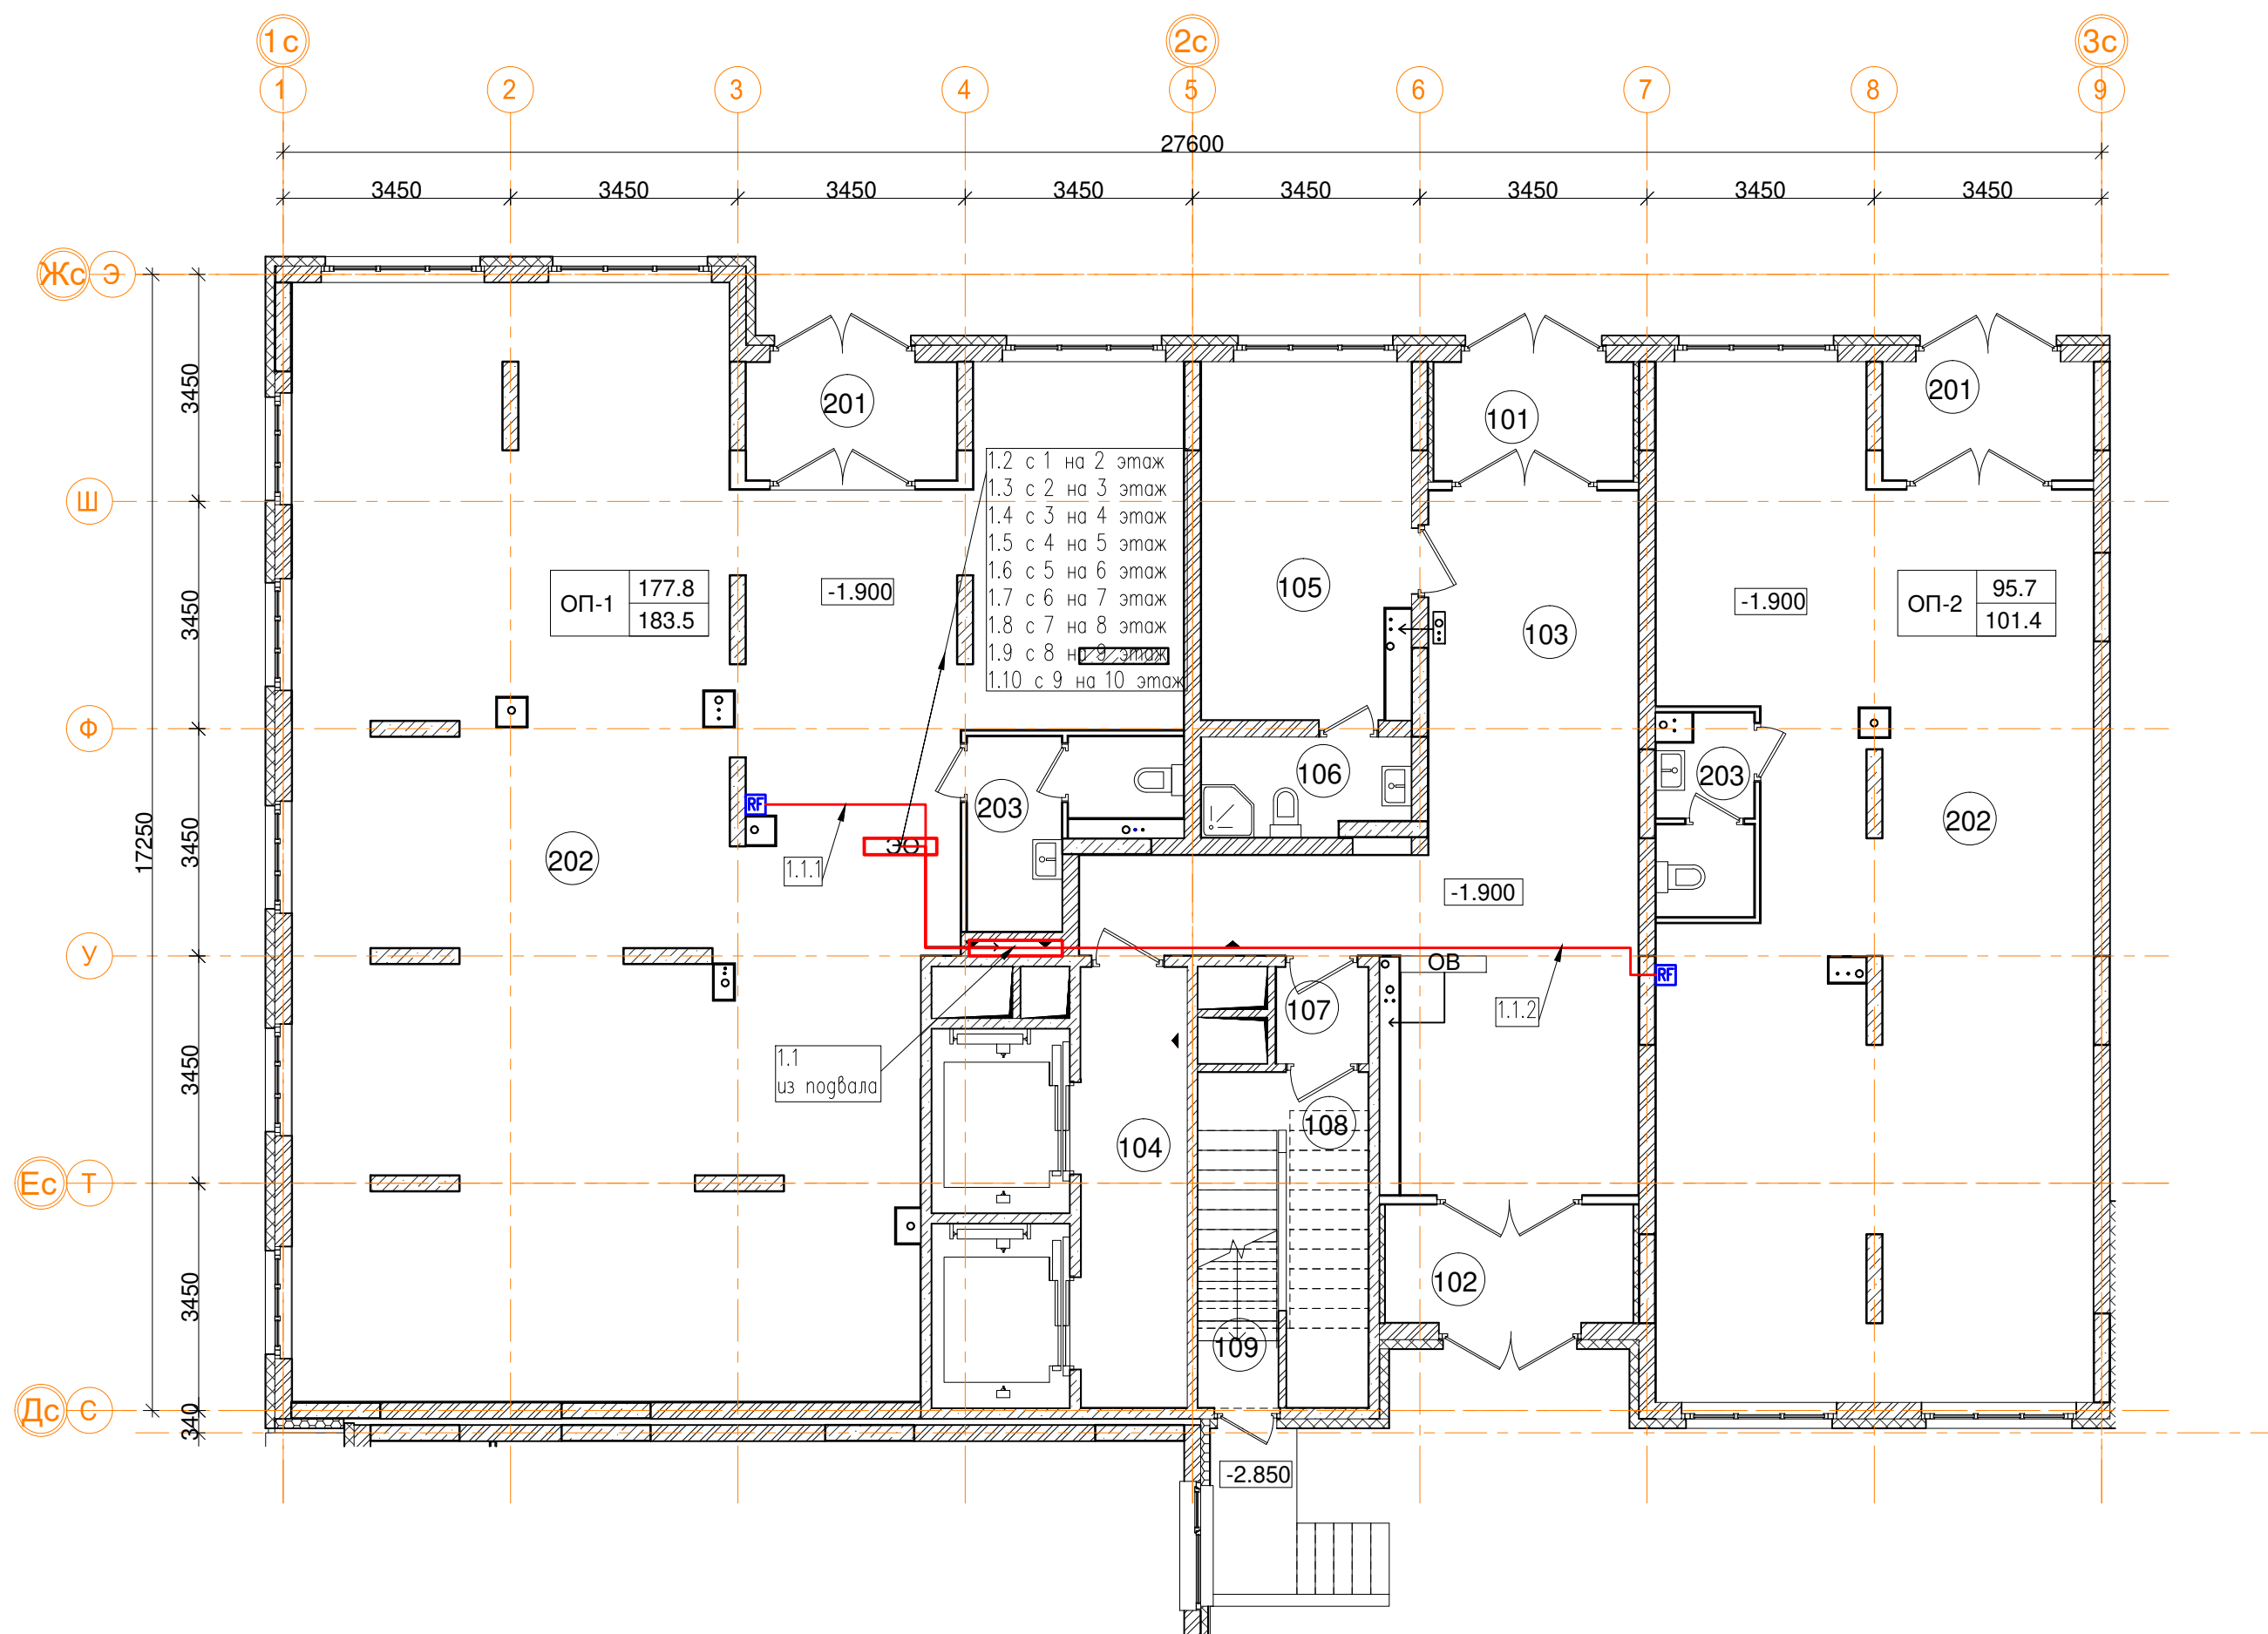 1с 2с 3с
1 2 3 4 5 6 7 8 9
27600
3450 3450 3450 3450 3450 3450 3450 3450
Жс Э
3450
201
101
201
1.2 с 1 на 2 этаж
1.3 с 2 на 3 этаж
1.4 с 3 на 4 этаж
1.5 с 4 на 5 этаж
1.6 с 5 на 6 этаж
1.7 с 6 на 7 этаж
1.8 с 7 на 8 этаж
1.9 с 8 на 9 этаж
1.10 с 9 на 10 этаж
Ш
ОП-1 177.8
183.5
-1.900
105
103
-1.900
ОП-2 95.7
101.4
3450
Ф
106
203
203
RF
202
3450
17250
ЭО
202
1.1.1
-1.900
У
ОВ
RF
107
1.1.2
3450
1.1
из подвала
108
104
Ес Т
102
3450
109
Дс С
340
-2.850